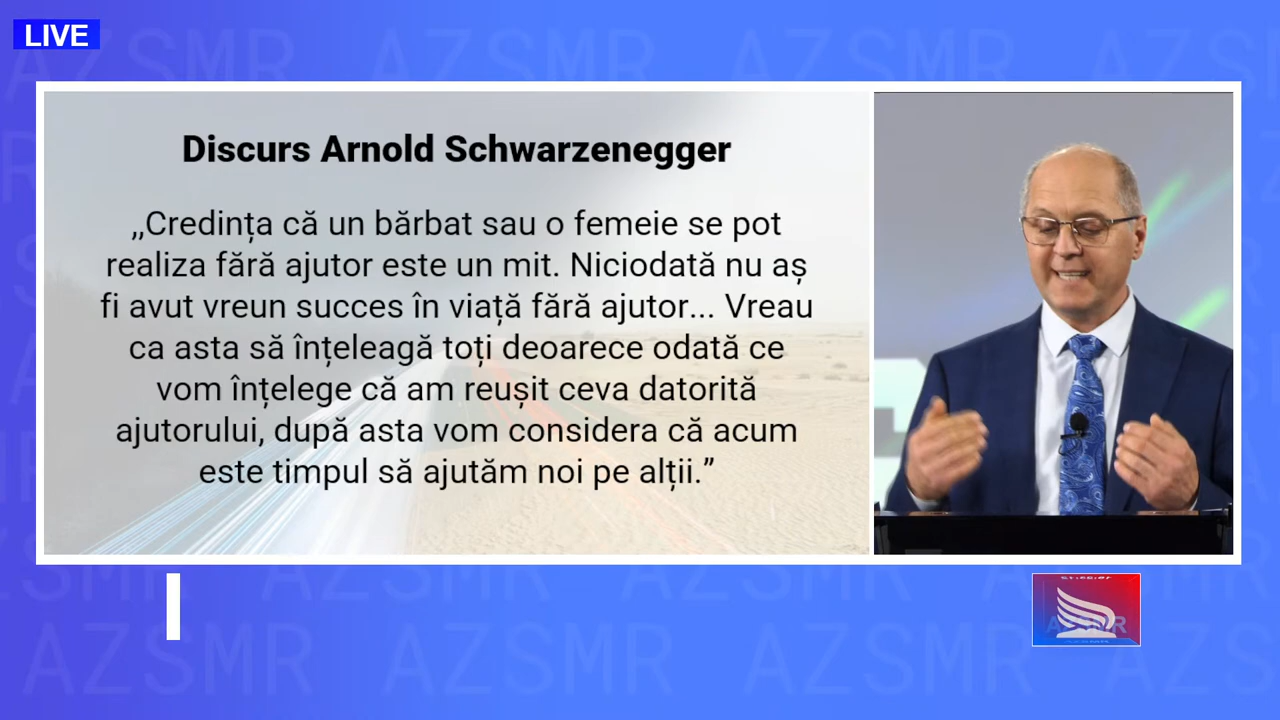 LIVE
Discurs Arnold Schwarzenegger
„Credința că un bărbat sau o femeie se pot
realiza fără ajutor este un mit. Niciodată nu aș
fi avut vreun succes în viață fără ajutor... Vreau
ca asta să înțeleagă toți deoarece odată ce
vom înțelege că am reușit ceva datorită
ajutorului, după asta vom considera că acum
este timpul să ajutăm noi pe alții.”
AZSMR AZSMR AZSMR AZSMR